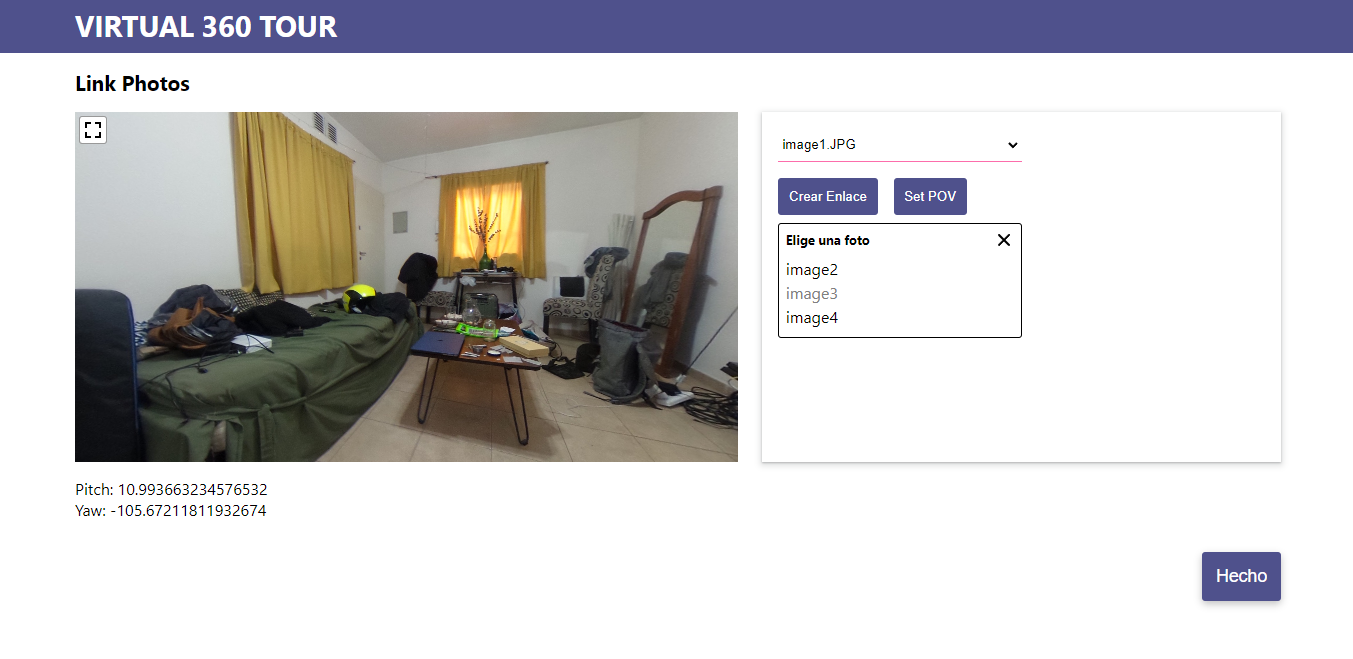 VIRTUAL 360 TOUR
Link Photos
image1.JPG
Crear Enlace
Set POV
Elige una foto
image2
image3
image4
Pitch: 10.993663234576532
Yaw: -105.67211811932674
Hecho